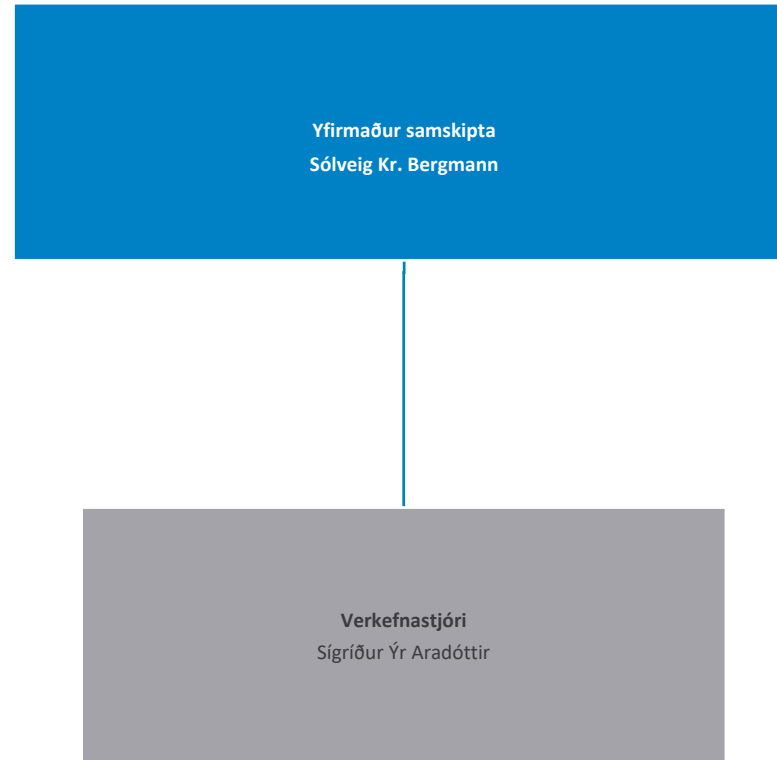 Yfirmaður samskipta
Sólveig Kr. Bergmann
Verkefnastjóri
Sígríður Ýr Aradóttir